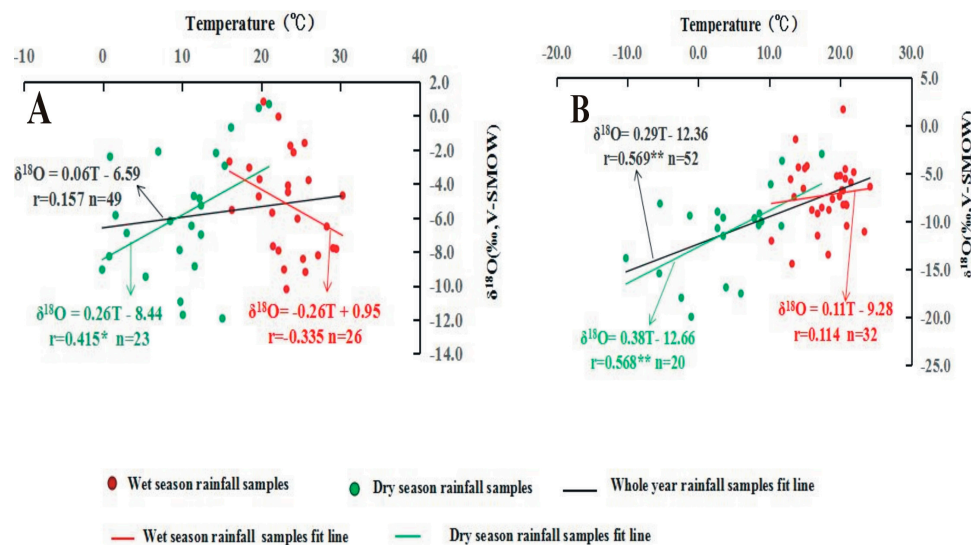 Temperature (℃)
-10 0 10 20 30 40
A
2.0
0.0
-2.0
-4.0
-6.0
-8.0
-10.0
-12.0
-14.0
δ¹⁸O(‰,V-SMOW)
δ¹⁸O= 0.06T - 6.59
r=0.157 n=49
δ¹⁸O= 0.26T - 8.44
r=0.415* n=23
δ¹⁸O= -0.26T + 0.95
r=-0.335 n=26
Temperature (℃)
-20.0 -10.0 0.0 10.0 20.0 30.0
B
5.0
0.0
-5.0
-10.0
-15.0
-20.0
-25.0
δ¹⁸O(‰,V-SMOW)
δ¹⁸O= 0.29T - 12.36
r=0.569** n=52
δ¹⁸O=0.38T - 12.66
r=0.568** n=20
δ¹⁸O= 0.11T - 9.28
r=0.114 n=32
Wet season rainfall samples
Dry season rainfall samples
Whole year rainfall samples fit line
Wet season rainfall samples fit line
Dry season rainfall samples fit line